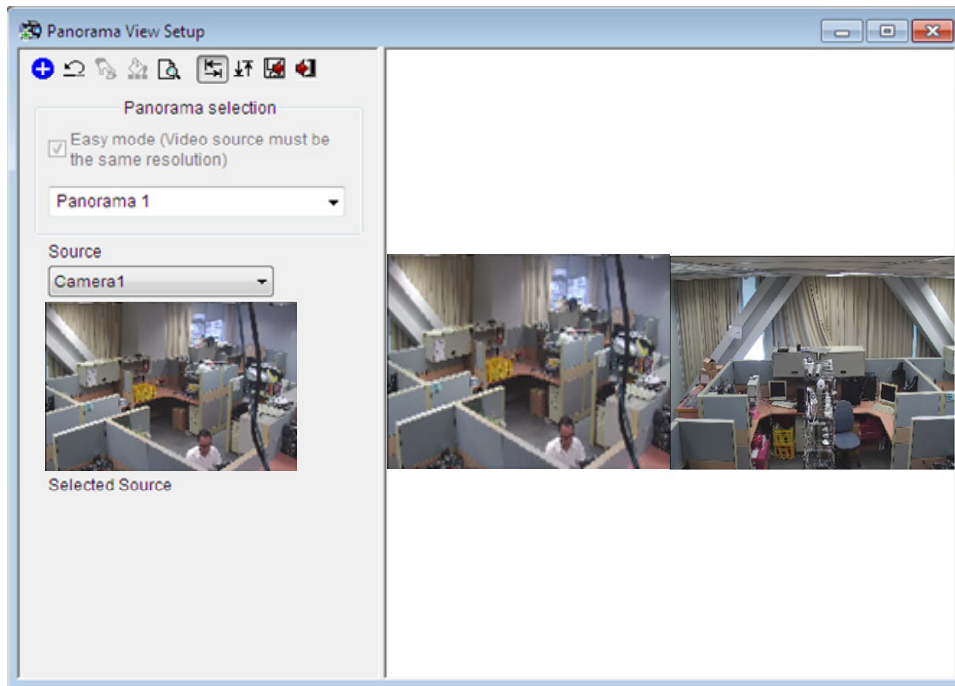 Panorama View Setup
Panorama selection
Easy mode (Video source must be
the same resolution)
Panorama 1
Source
Camera1
Selected Source